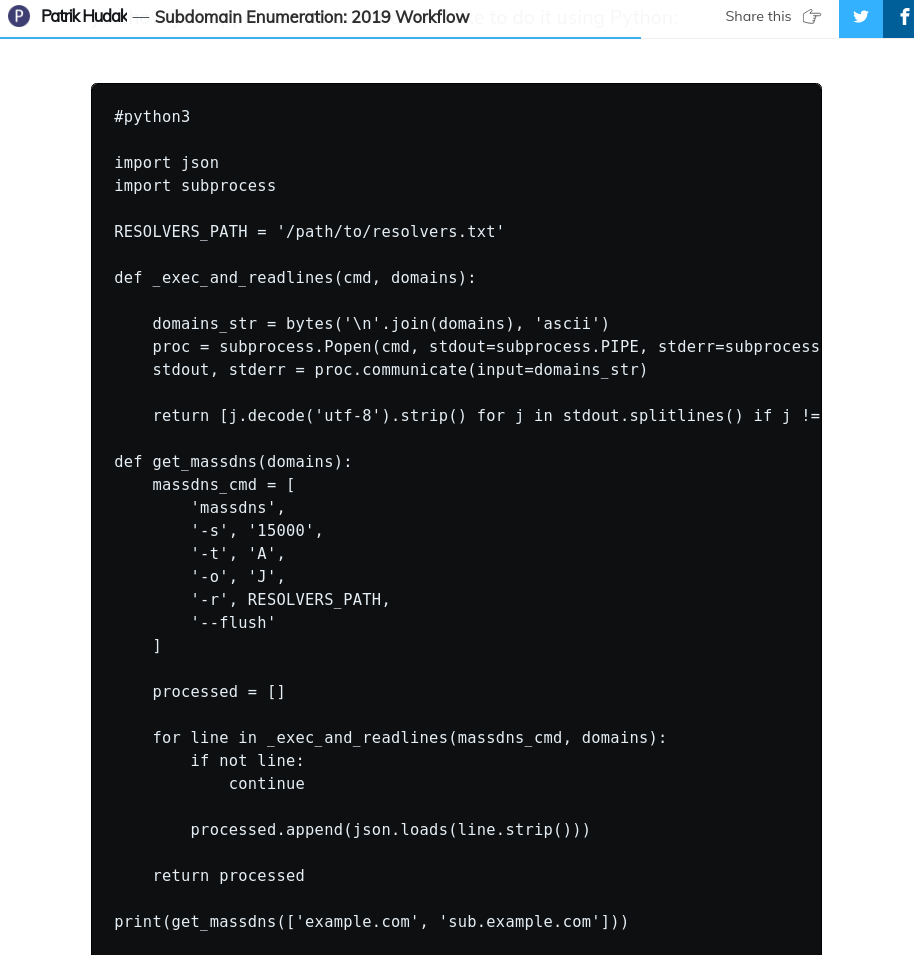 Patrik Hudak — Subdomain Enumeration: 2019 Workflow
to do it using Python:
Share this
#python3
import json
import subprocess
RESOLVERS_PATH = '/path/to/resolvers.txt'
def _exec_and_readlines(cmd, domains):
    domains_str = bytes('\n'.join(domains), 'ascii')
    proc = subprocess.Popen(cmd, stdout=subprocess.PIPE, stderr=subprocess
    stdout, stderr = proc.communicate(input=domains_str)
    return [j.decode('utf-8').strip() for j in stdout.splitlines() if j !=
def get_massdns(domains):
    massdns_cmd = [
        'massdns',
        '-s', '15000',
        '-t', 'A',
        '-o', 'J',
        '-r', RESOLVERS_PATH,
        '--flush'
    ]
    processed = []
    for line in _exec_and_readlines(massdns_cmd, domains):
        if not line:
            continue
        processed.append(json.loads(line.strip()))
    return processed
print(get_massdns(['example.com', 'sub.example.com']))